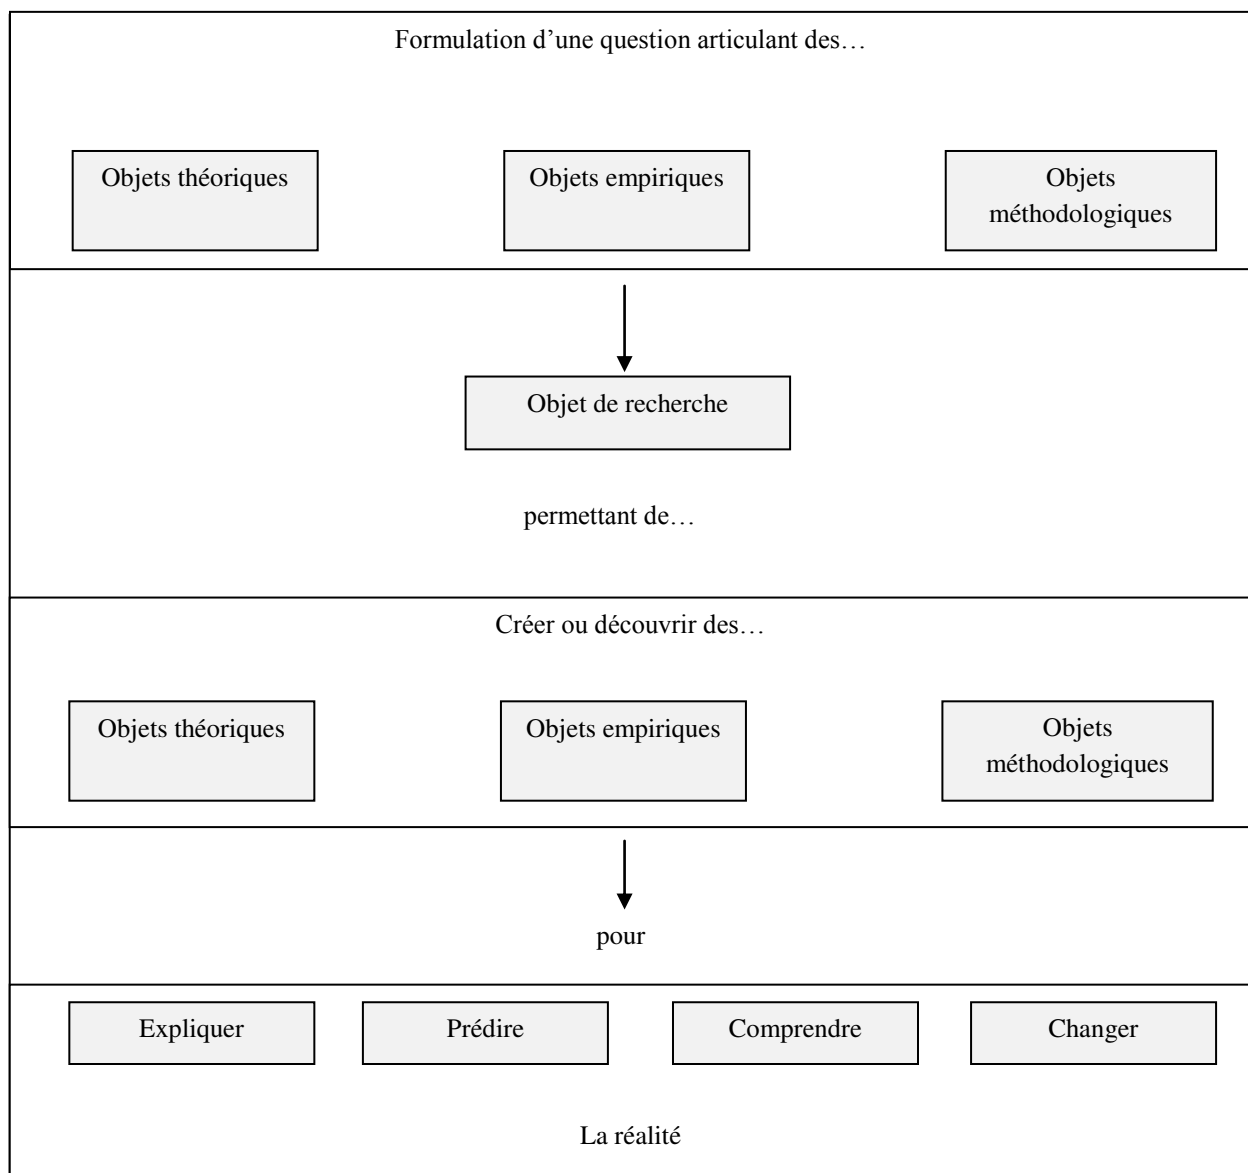 Formulation d’une question articulant des…
Objets théoriques
Objets empiriques
Objets
méthodologiques
Objet de recherche
permettant de…
Créer ou découvrir des…
Objets théoriques
Objets empiriques
Objets
méthodologiques
pour
Expliquer
Prédire
Comprendre
Changer
La réalité